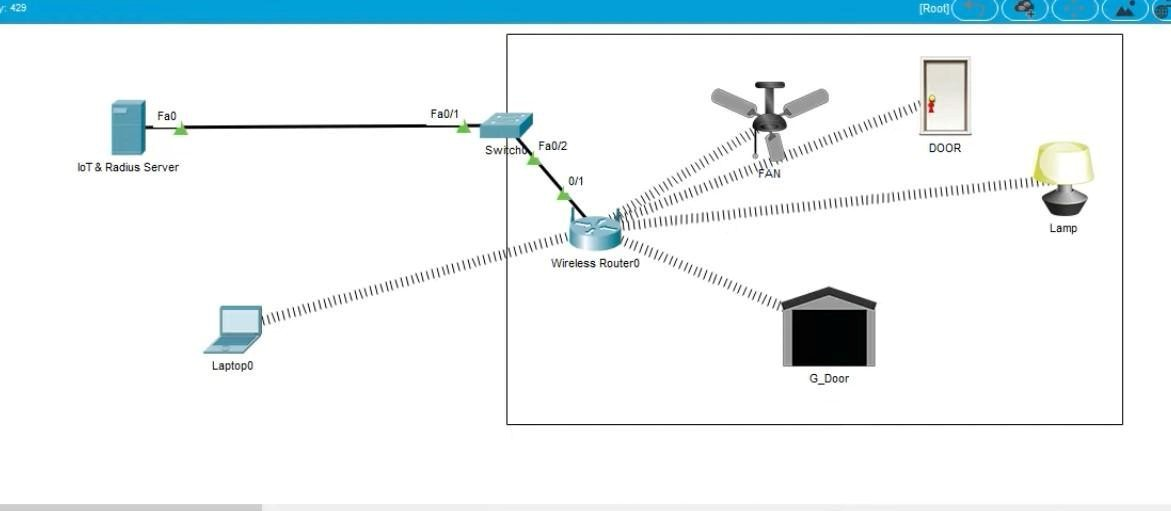 y: 429
[Root]
Fa0
Fa0/1
IoT & Radius Server
Switch0
Fa0/2
0/1
Wireless Router0
FAN
DOOR
Lamp
Laptop0
G_Door